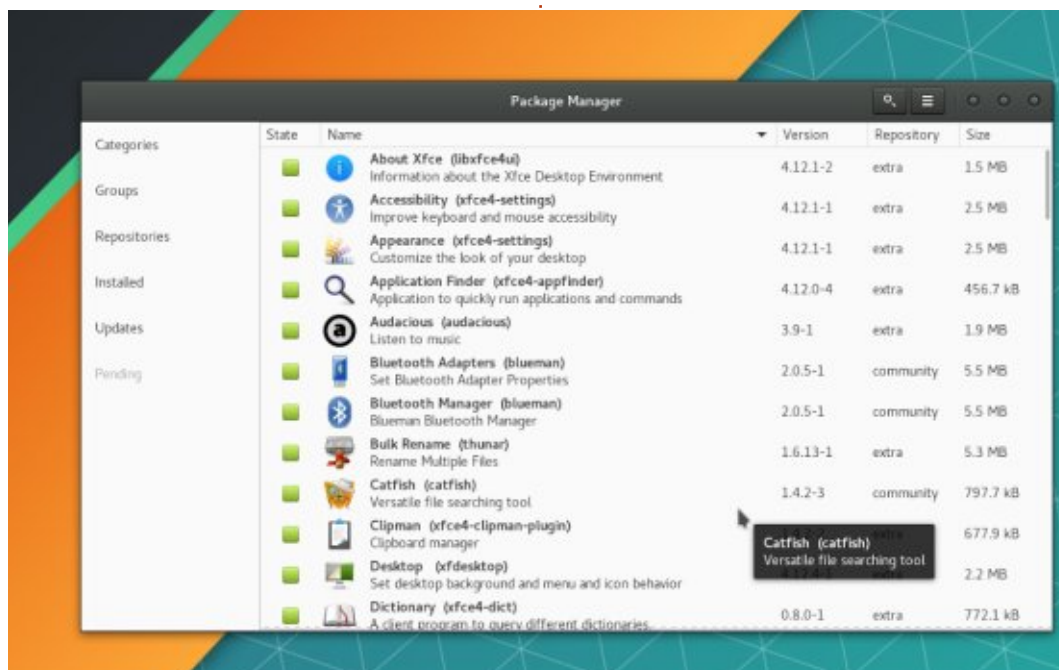 Package Manager
Categories
Groups
Repositories
Installed
Updates
Pending
State Name Version Repository Size
About Xfce (libxfce4ui)
Information about the Xfce Desktop Environment
4.12.1-2 extra 1.5 MB
Accessibility (xfce4-settings)
Improve keyboard and mouse accessibility
4.12.1-1 extra 2.5 MB
Appearance (xfce4-settings)
Customize the look of your desktop
4.12.1-1 extra 2.5 MB
Application Finder (xfce4-appfinder)
Application to quickly run applications and commands
4.12.0-4 extra 456.7 kB
Audacious (audacious)
Listen to music
3.9-1 extra 1.9 MB
Bluetooth Adapters (blueman)
Set Bluetooth Adapter Properties
2.0.5-1 community 5.5 MB
Bluetooth Manager (blueman)
Blueman Bluetooth Manager
2.0.5-1 community 5.5 MB
Bulk Rename (thunar)
Rename Multiple Files
1.6.13-1 extra 5.3 MB
Catfish (catfish)
Versatile file searching tool
1.4.2-3 community 797.7 kB
Clipman (xfce4-clipman-plugin)
Clipboard manager
677.9 kB
Catfish (catfish)
Versatile file searching tool
Desktop (xfdesktop)
Set desktop background and menu and icon behavior
2.2 MB
Dictionary (xfce4-dict)
A client program to query different dictionaries.
0.8.0-1 extra 772.1 kB